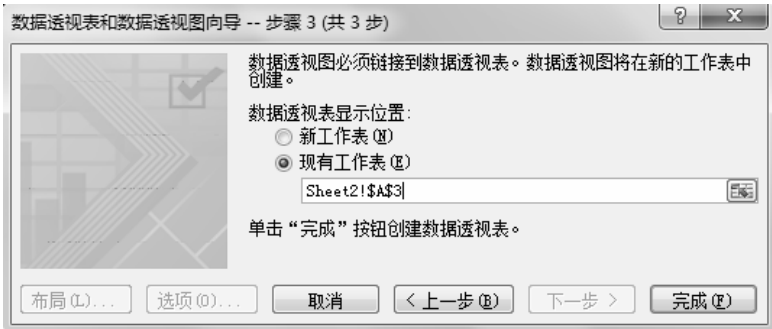 数据透视表和数据透视图向导 -- 步骤 3 (共 3 步)
数据透视图必须链接到数据透视表。数据透视图将在新的工作表中
创建。
数据透视表显示位置:
新工作表(N)
现有工作表(E)
Sheet2!$A$3
单击“完成”按钮创建数据透视表。
布局(L)... 选项(O)... 取消 < 上一步(B) 下一步 > 完成(F)